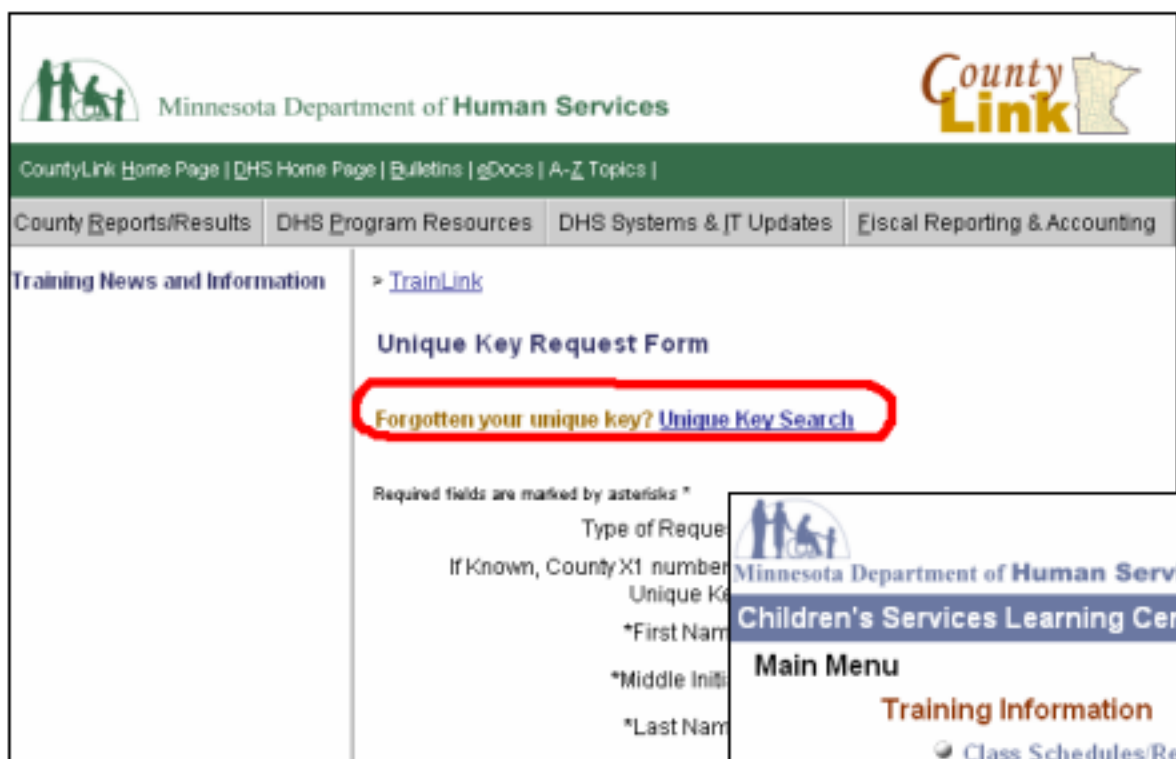 Minnesota Department of Human Services
County
Link
CountyLink Home Page | DHS Home Page | Bulletins | eDocs | A-Z Topics |
County Reports/Results DHS Program Resources DHS Systems & IT Updates Fiscal Reporting & Accounting
Training News and Information
> TrainLink
Unique Key Request Form
Forgotten your unique key? Unique Key Search
Required fields are marked by asterisks *
Type of Reque
If Known, County X1 number
Unique Ke
*First Nam
*Middle Initi
*Last Nam
Minnesota Department of Human Serv
Children's Services Learning Cen
Main Menu
Training Information
Class Schedules/Re